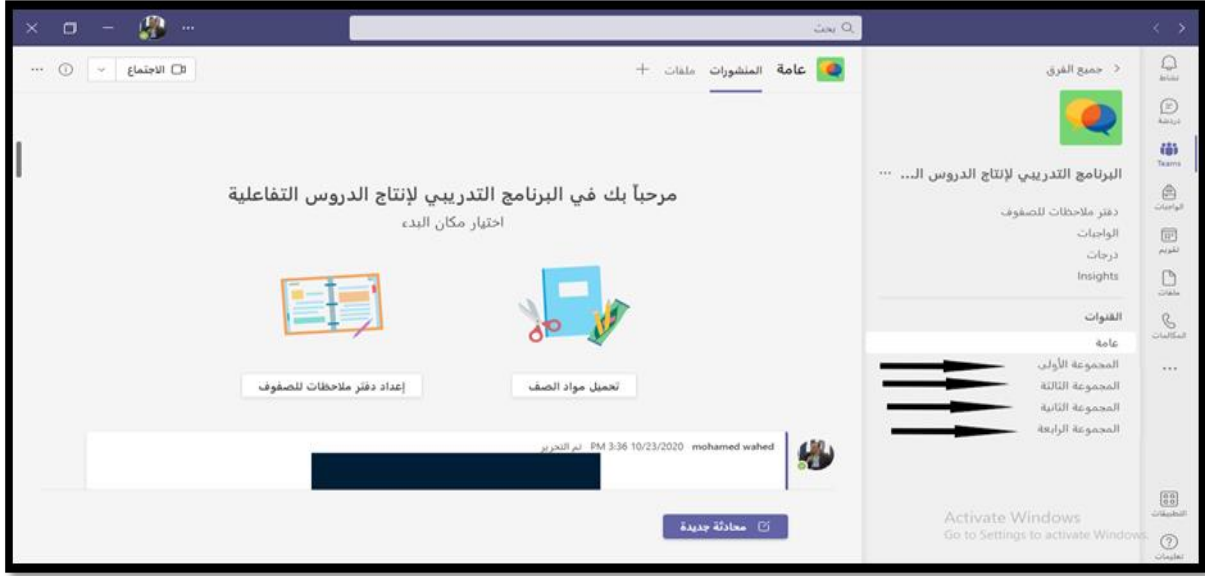 بحث
نشاط
دردشة
Teams
الواجبات
تقويم
ملفات
المكالمات
التطبيقات
تعليمات
جميع الفرق
البرنامج التدريبي لإنتاج الدروس الـ... ...
دفتر ملاحظات للصفوف
الواجبات
درجات
Insights
القنوات
عامة
المجموعة الأولى
المجموعة الثالثة
المجموعة الثانية
المجموعة الرابعة
عامة المنشورات ملفات +
الاجتماع
مرحباً بك في البرنامج التدريبي لإنتاج الدروس التفاعلية
اختيار مكان البدء
تحميل مواد الصف
إعداد دفتر ملاحظات للصفوف
mohamed wahed 10/23/2020 3:36 PM تم التحرير
محادثة جديدة
Activate Windows
Go to Settings to activate Windows.